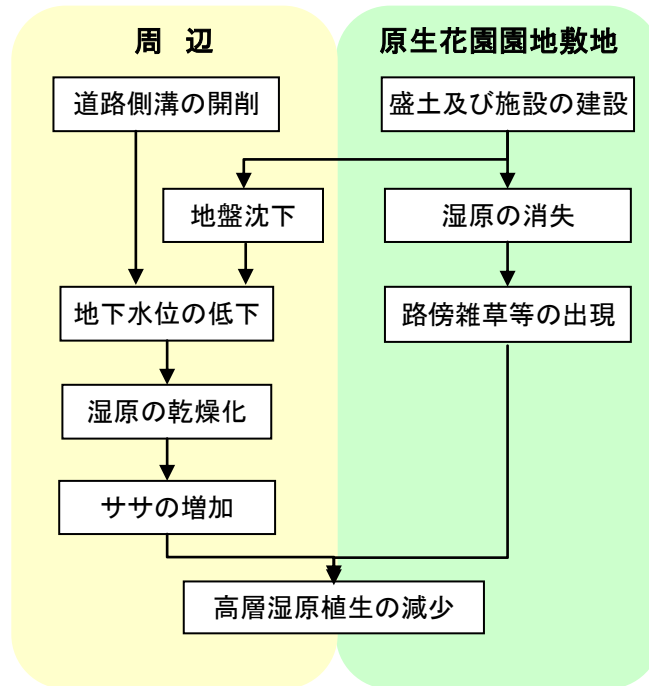 周 辺
原生花園園地敷地
道路側溝の開削
盛土及び施設の建設
地盤沈下
湿原の消失
地下水位の低下
路傍雑草等の出現
湿原の乾燥化
ササの増加
高層湿原植生の減少